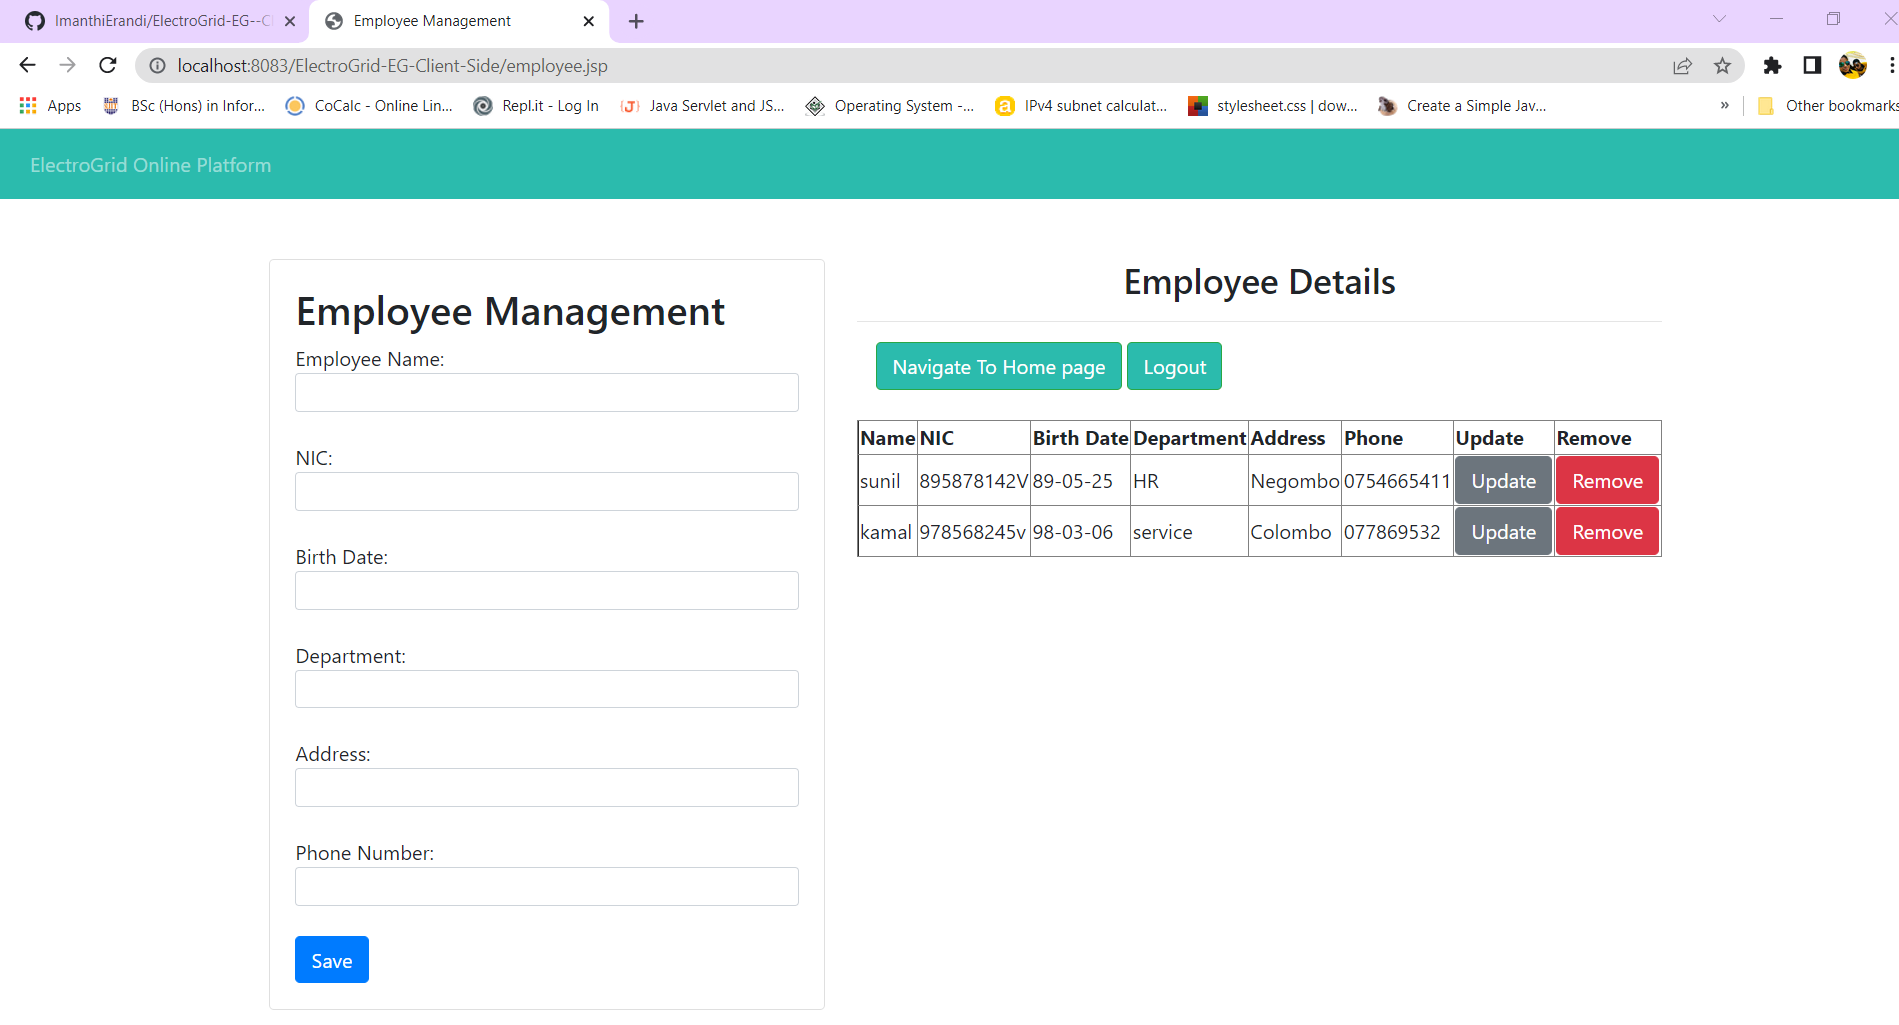 ImanthiErandi/ElectroGrid-EG--Cl
Employee Management
localhost:8083/ElectroGrid-EG-Client-Side/employee.jsp
Apps
BSc (Hons) in Infor...
CoCalc - Online Lin...
Repl.it - Log In
Java Servlet and JS...
Operating System -...
IPv4 subnet calculat...
stylesheet.css | dow...
Create a Simple Jav...
»
Other bookmarks
ElectroGrid Online Platform
Employee Management
Employee Name:
NIC:
Birth Date:
Department:
Address:
Phone Number:
Save
Employee Details
Navigate To Home page
Logout
Name NIC Birth Date Department Address Phone Update Remove
sunil 895878142V 89-05-25 HR Negombo 0754665411 Update Remove
kamal 978568245v 98-03-06 service Colombo 077869532 Update Remove